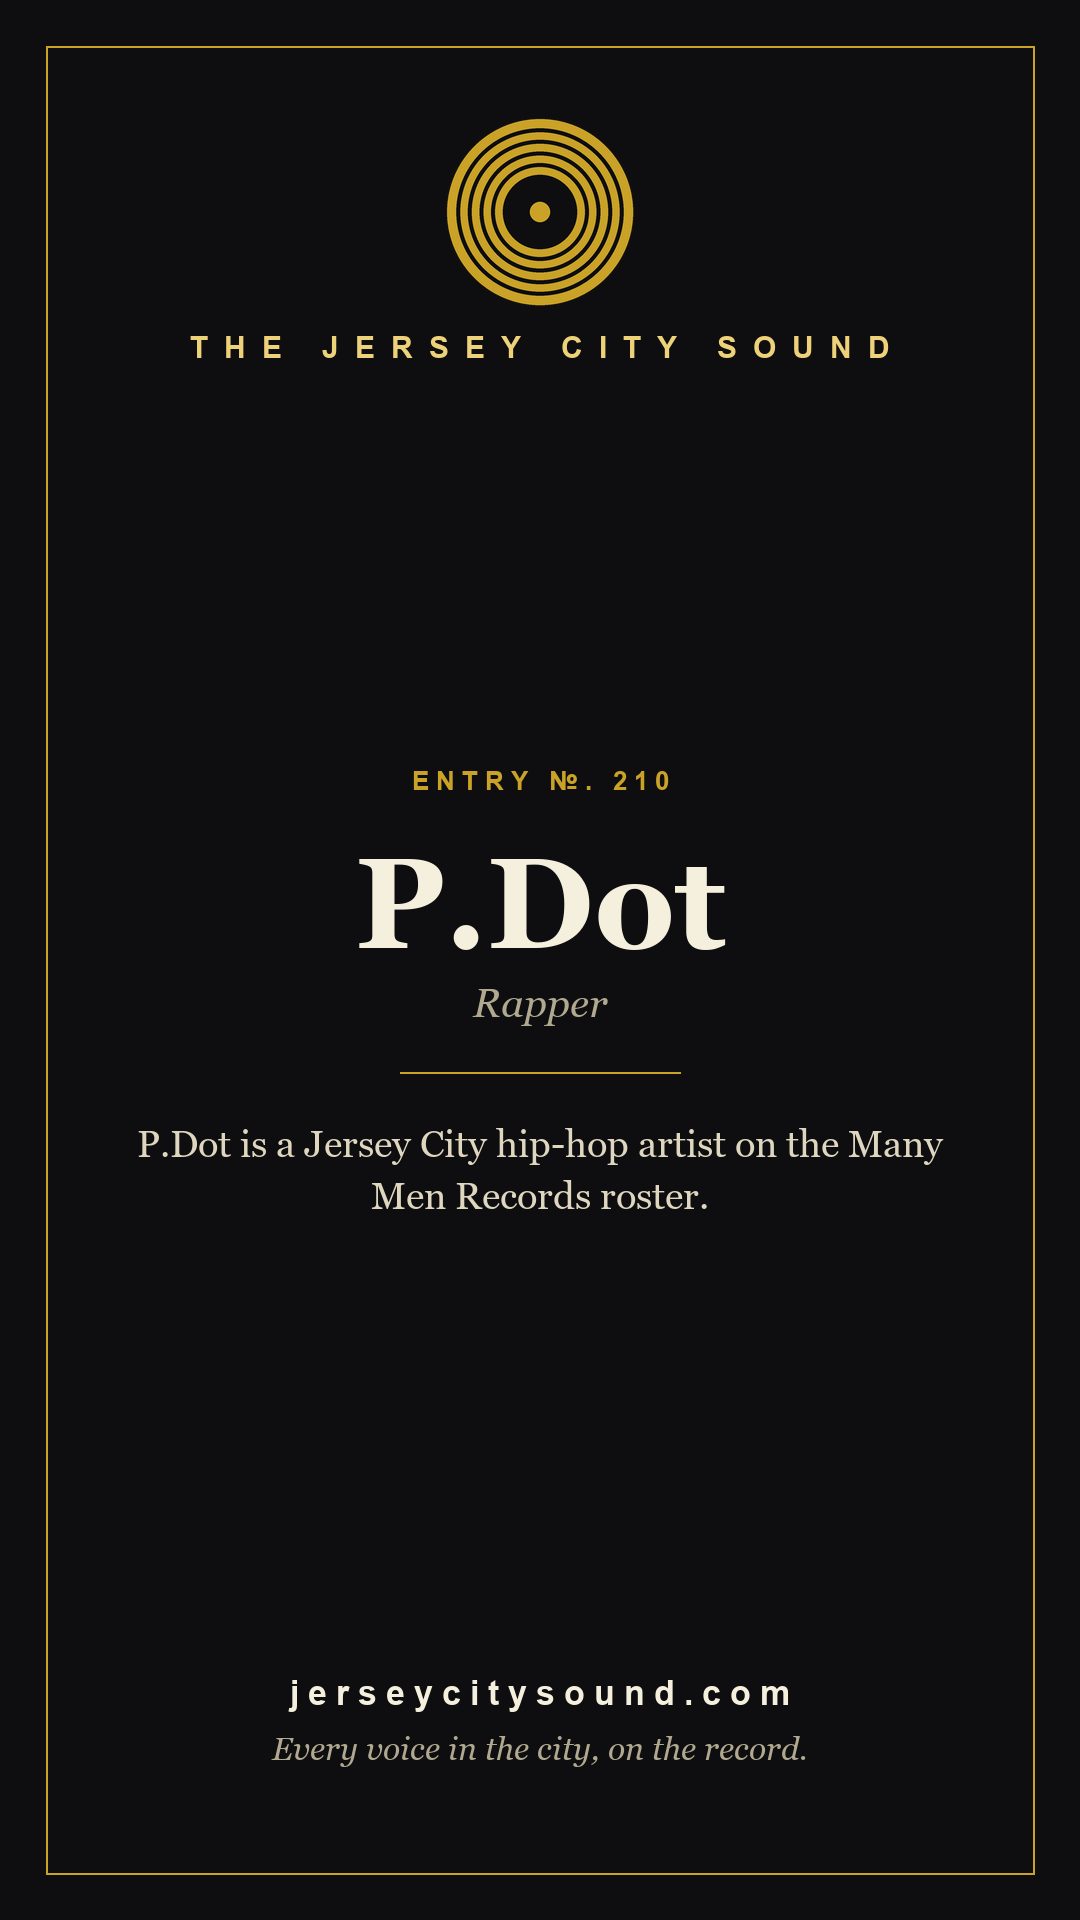 THE JERSEY CITY SOUND
ENTRY №. 210
P.Dot
Rapper
P.Dot is a Jersey City hip-hop artist on the Many
Men Records roster.
jerseycitysound.com
Every voice in the city, on the record.